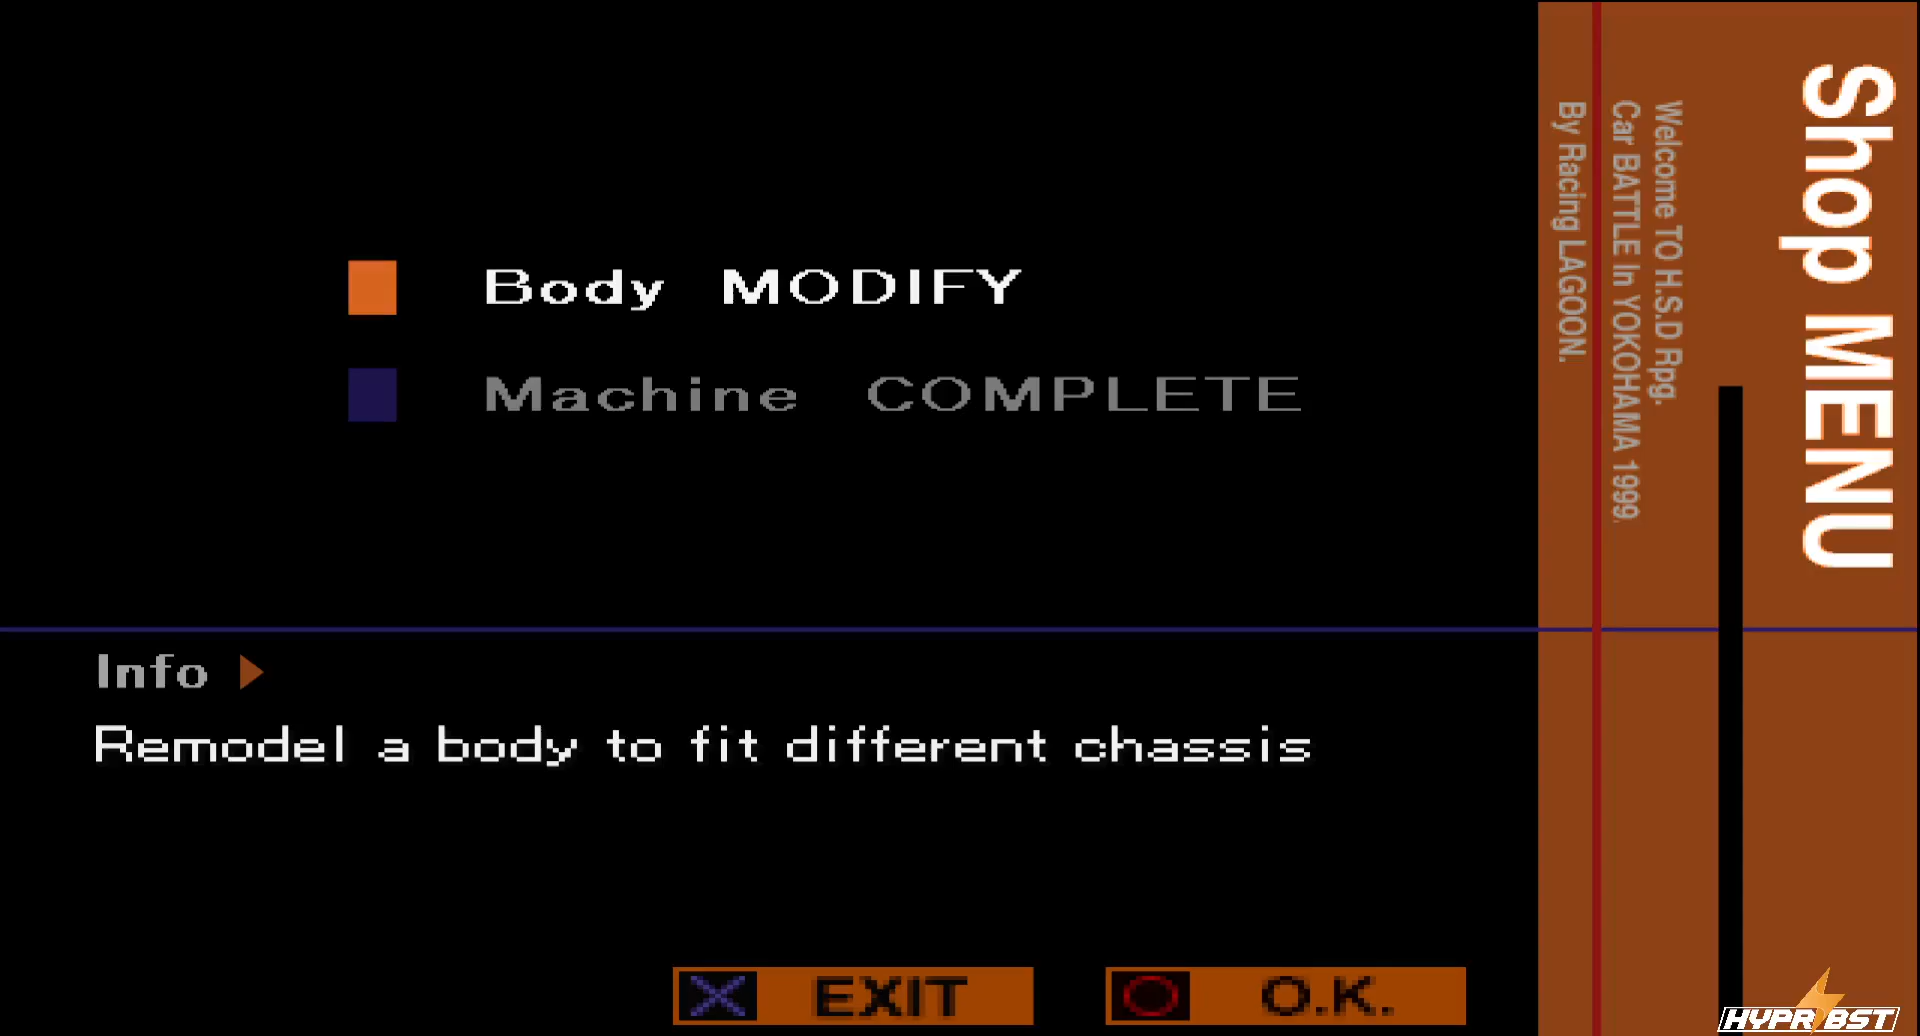 Body MODIFY
Machine COMPLETE
Info
Remodel a body to fit different chassis
EXIT
O.K.
Shop MENU
Welcome TO H.S.D Rpg.
Car BATTLE In YOKOHAMA 1999.
By Racing LAGOON.
HYPR BST